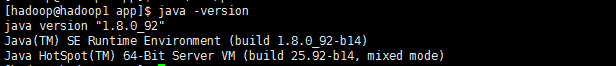 [hadoop@hadoop1 app]$ java -version
java version "1.8.0_92"
Java(TM) SE Runtime Environment (build 1.8.0_92-b14)
Java HotSpot(TM) 64-Bit Server VM (build 25.92-b14, mixed mode)